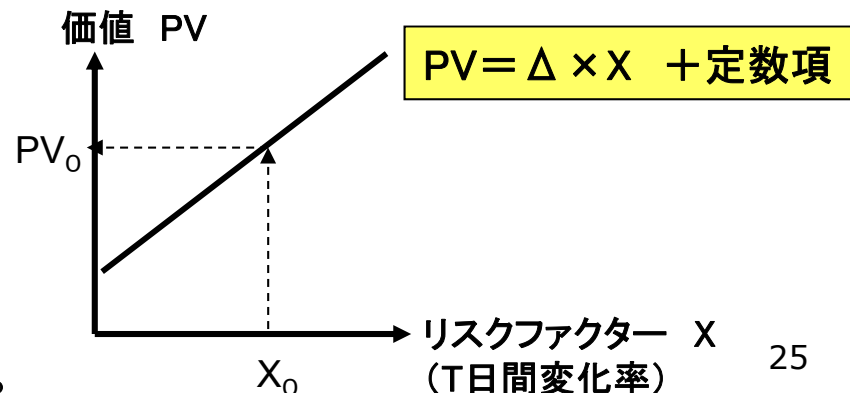 価値 PV
PV=Δ×X +定数項
PV₀
リスクファクター X
(T日間変化率)
X₀
25
。